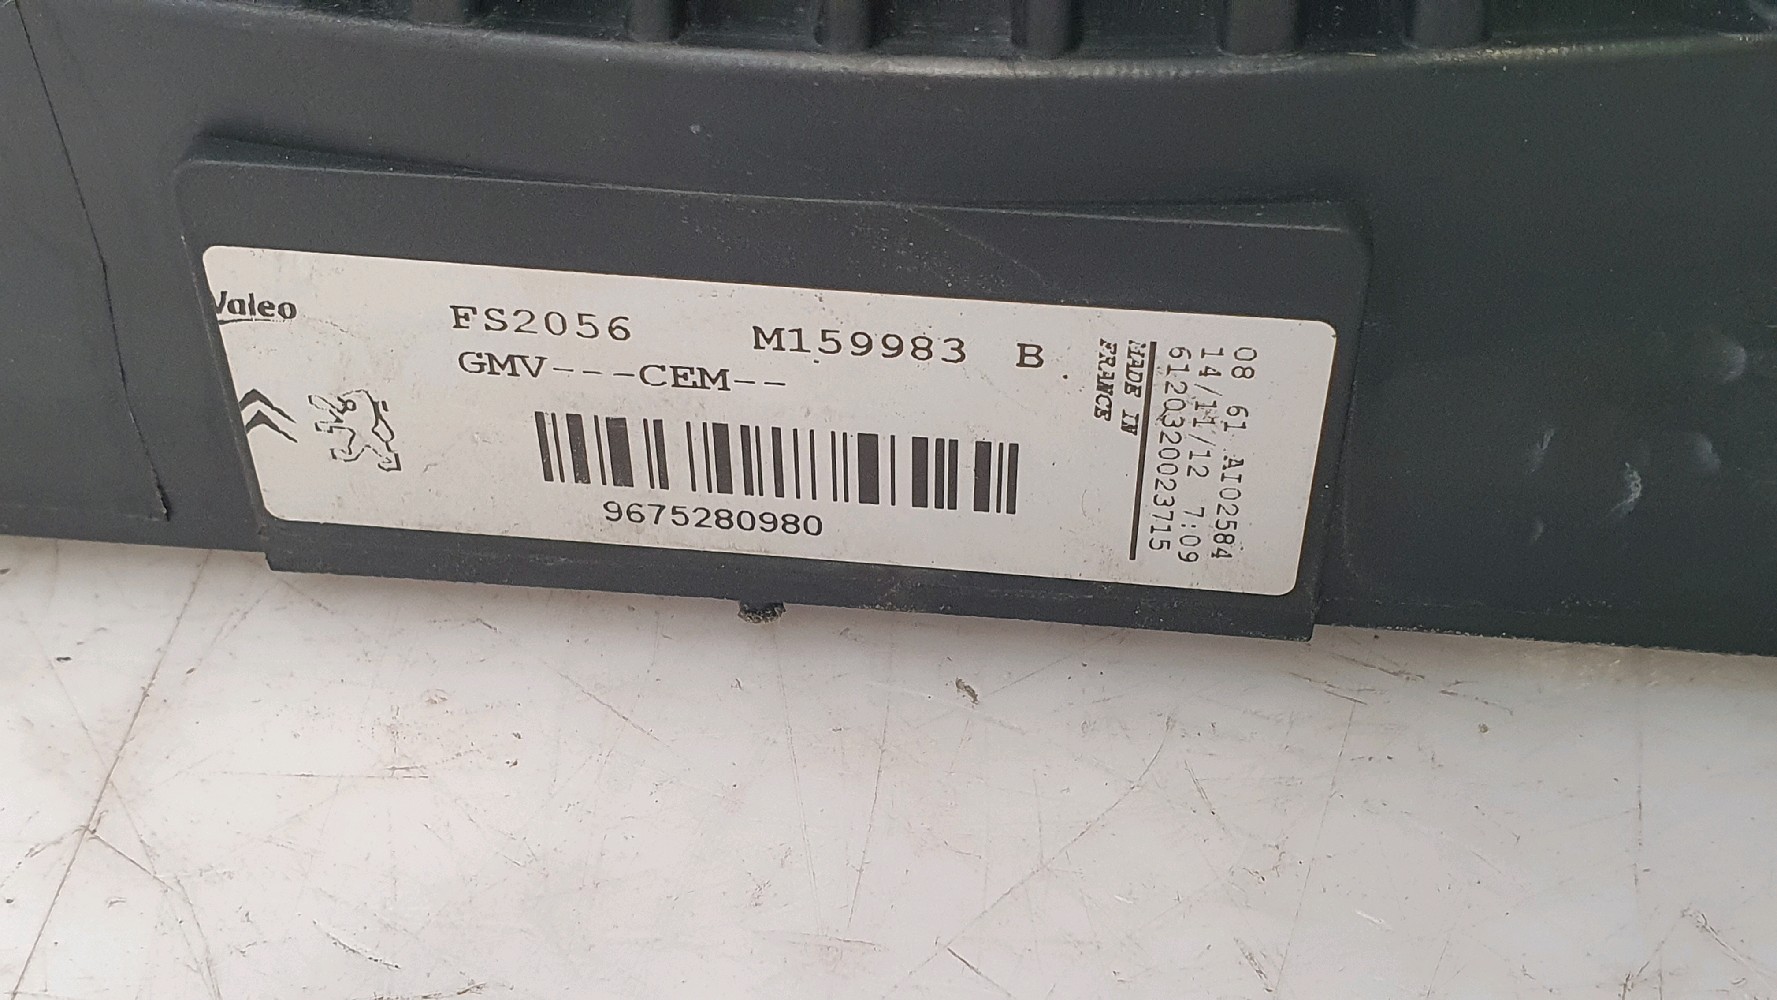 Valeo
FS2056 M159983 B
GMV---CEM--
9675280980
MADE IN
FRANCE
08 61 AI02584
14/11/12 7:09
6120320023715